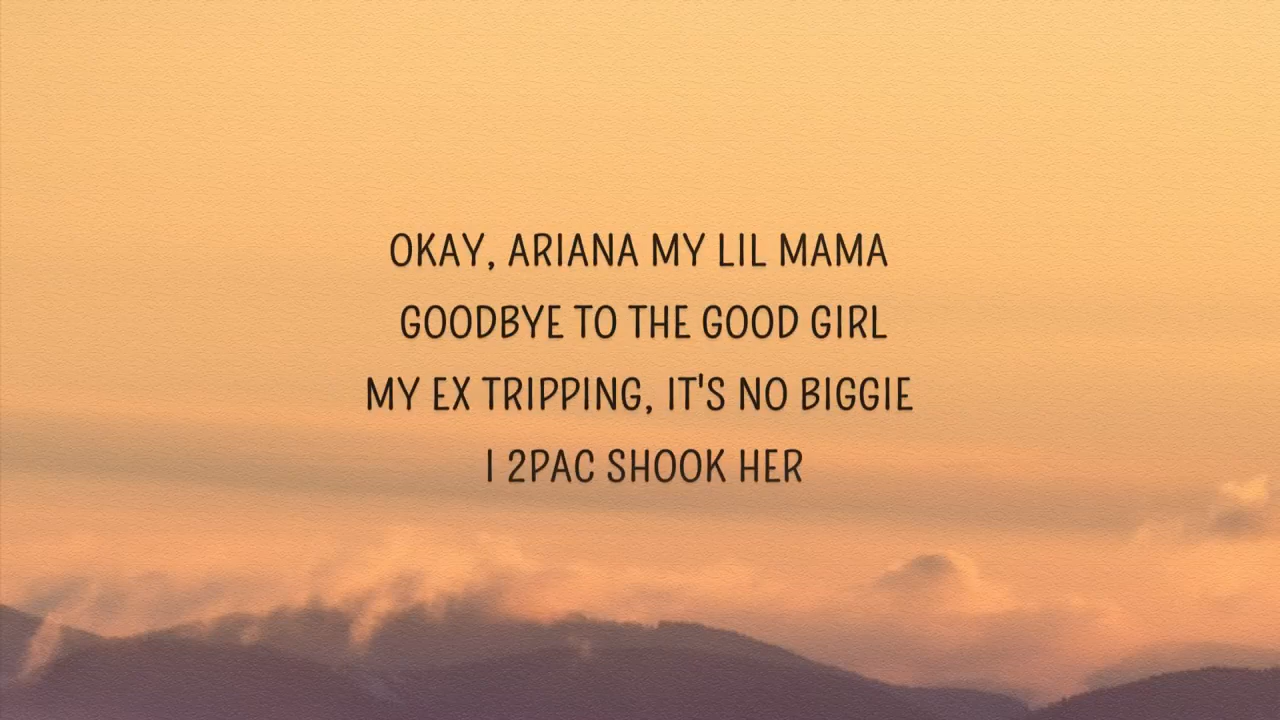 OKAY, ARIANA MY LIL MAMA
GOODBYE TO THE GOOD GIRL
MY EX TRIPPING, IT'S NO BIGGIE
I 2PAC SHOOK HER